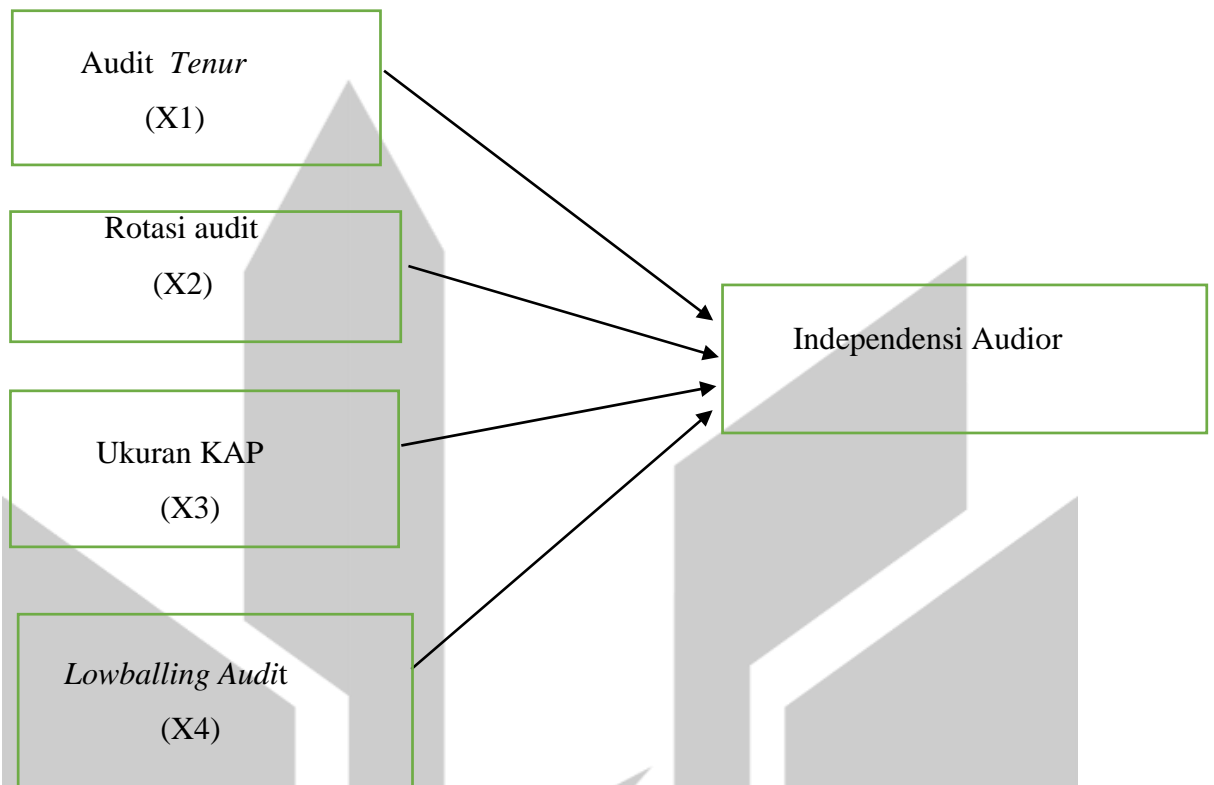 Audit Tenur
(X1)
Rotasi audit
(X2)
Ukuran KAP
(X3)
Lowballing Audit
(X4)
Independensi Audior